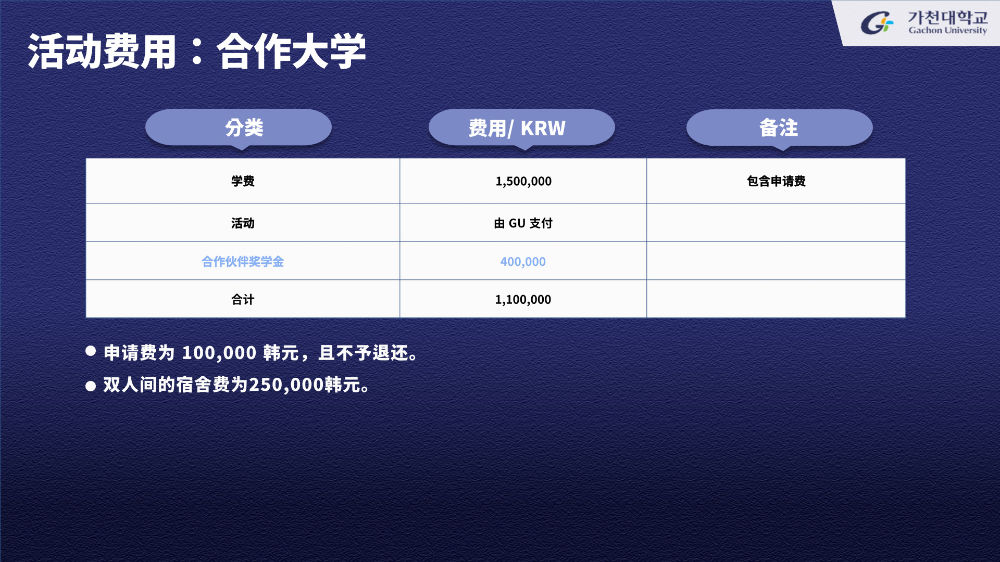 가천대학교
Gachon University
活动费用：合作大学
分类
费用/ KRW
备注
学费
1,500,000
包含申请费
活动
由 GU 支付
合作伙伴奖学金
400,000
合计
1,100,000
申请费为 100,000 韩元，且不予退还。
双人间的宿舍费为250,000韩元。